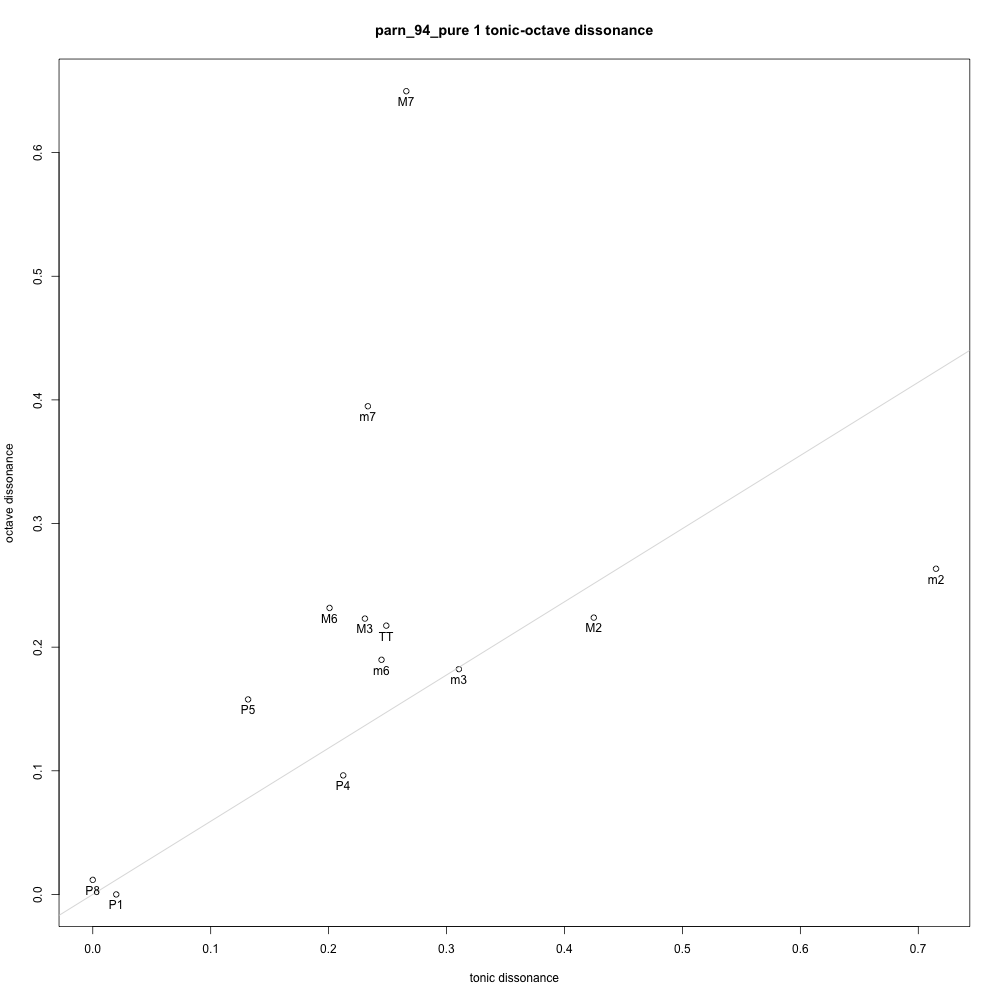 parn_94_pure 1 tonic-octave dissonance
M7
0.6
0.5
m7
0.4
octave dissonance
0.3
m2
M6
M3
TT
M2
0.2
m6
m3
P5
0.1
P4
P8
0.0
P1
0.0 0.1 0.2 0.3 0.4 0.5 0.6 0.7
tonic dissonance